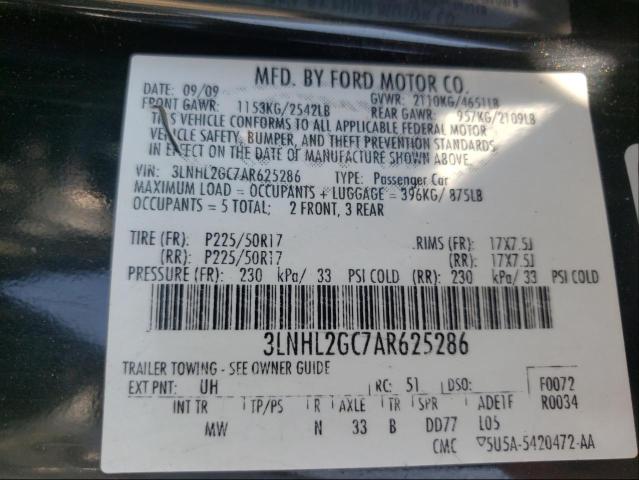 MFD. BY FORD MOTOR CO.
DATE: 09/09 GVWR: 2110KG/4651LB
FRONT GAWR: 1153KG/2542LB REAR GAWR: 957KG/2109LB
THIS VEHICLE CONFORMS TO ALL APPLICABLE FEDERAL MOTOR
VEHICLE SAFETY, BUMPER, AND THEFT PREVENTION STANDARDS
IN EFFECT ON THE DATE OF MANUFACTURE SHOWN ABOVE.
VIN: 3LNHL2GC7AR625286 TYPE: Passenger Car
MAXIMUM LOAD = OCCUPANTS + LUGGAGE = 396KG/ 875LB
OCCUPANTS = 5 TOTAL; 2 FRONT, 3 REAR
TIRE (FR): P225/50R17 RIMS (FR): 17X7.5J
(RR): P225/50R17 (RR): 17X7.5J
PRESSURE (FR): 230 kPa/ 33 PSI COLD (RR): 230 kPa/ 33 PSI COLD
3LNHL2GC7AR625286
TRAILER TOWING - SEE OWNER GUIDE
EXT PNT: UH RC: 51 DSO: F0072
INT TR TP/PS R AXLE TR SPR ADE1F R0034
MW N 33 B DD77 L05
CMC 5U5A-5420472-AA